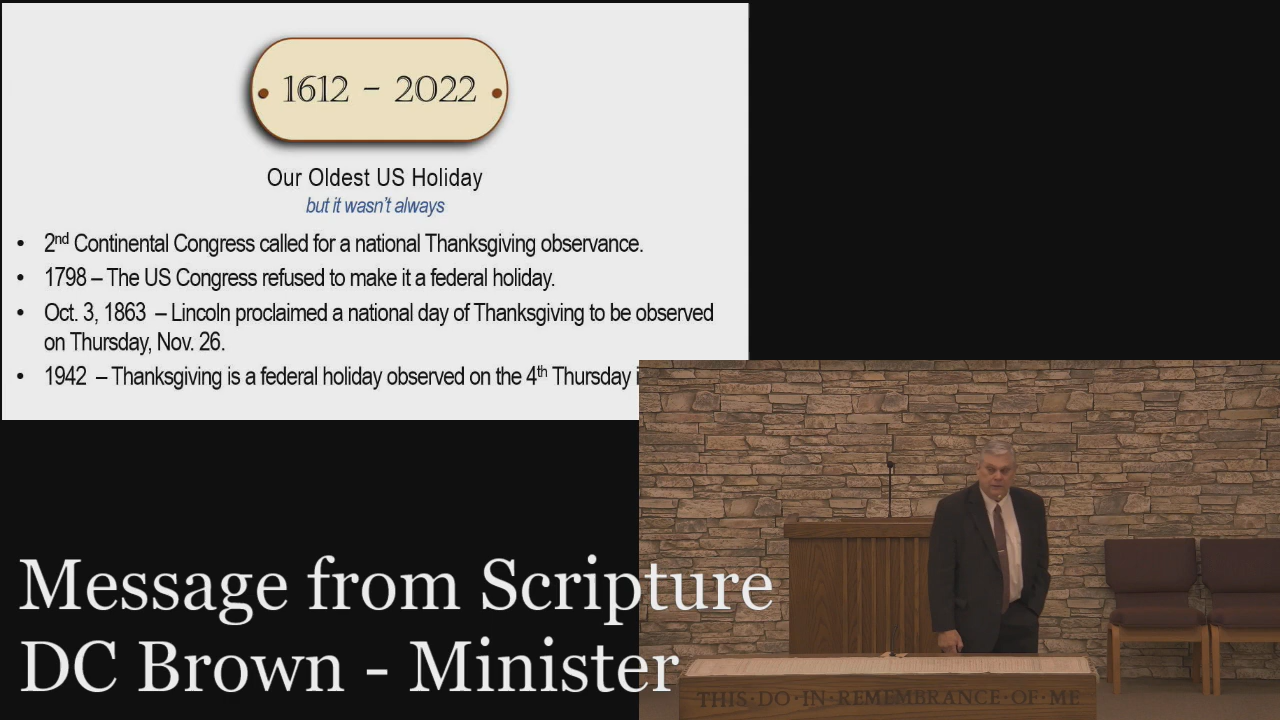 1612 - 2022
Our Oldest US Holiday
but it wasn't always
• 2nd Continental Congress called for a national Thanksgiving observance.
• 1798 – The US Congress refused to make it a federal holiday.
• Oct. 3, 1863 – Lincoln proclaimed a national day of Thanksgiving to be observed
on Thursday, Nov. 26.
• 1942 – Thanksgiving is a federal holiday observed on the 4th Thursday
Message from Scripture
DC Brown - Minister
THIS·DO·IN·REMEMBRANCE·OF·ME